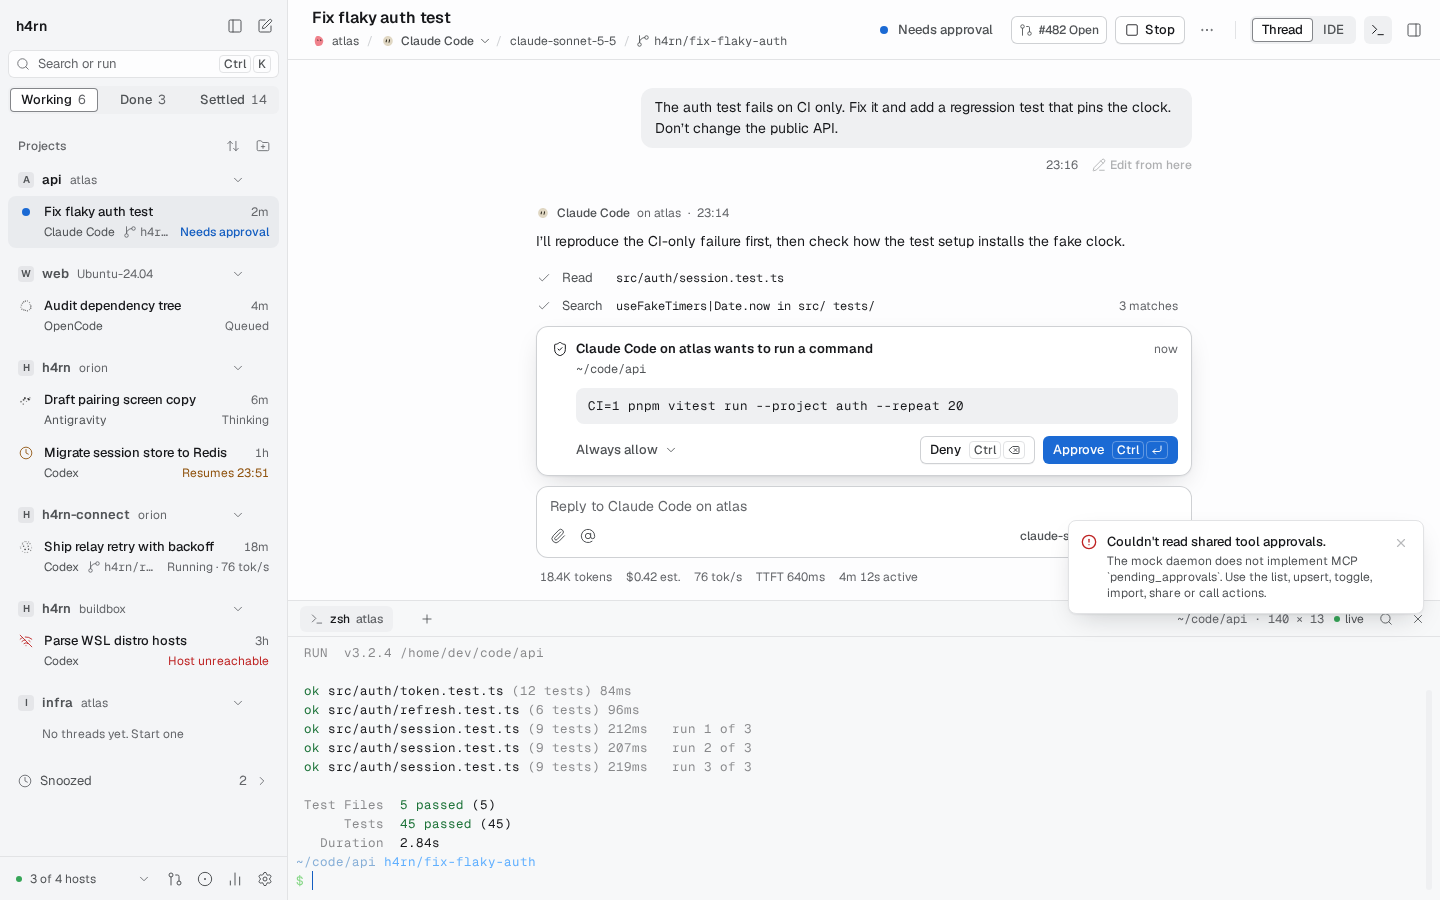 h4rn
Search or run Ctrl K
Working 6 Done 3 Settled 14
Projects
A api atlas
Fix flaky auth test 2m
Claude Code h4r... Needs approval
W web Ubuntu-24.04
Audit dependency tree 4m
OpenCode Queued
H h4rn orion
Draft pairing screen copy 6m
Antigravity Thinking
Migrate session store to Redis 1h
Codex Resumes 23:51
H h4rn-connect orion
Ship relay retry with backoff 18m
Codex h4rn/r... Running · 76 tok/s
H h4rn buildbox
Parse WSL distro hosts 3h
Codex Host unreachable
I infra atlas
No threads yet. Start one
Snoozed 2
3 of 4 hosts
Fix flaky auth test
atlas / Claude Code / claude-sonnet-5-5 / h4rn/fix-flaky-auth
Needs approval #482 Open Stop ··· Thread IDE
The auth test fails on CI only. Fix it and add a regression test that pins the clock.
Don't change the public API.
23:16 Edit from here
Claude Code on atlas · 23:14
I'll reproduce the CI-only failure first, then check how the test setup installs the fake clock.
Read src/auth/session.test.ts
Search useFakeTimers|Date.now in src/ tests/ 3 matches
Claude Code on atlas wants to run a command now
~/code/api
CI=1 pnpm vitest run --project auth --repeat 20
Always allow Deny Ctrl Approve Ctrl
Reply to Claude Code on atlas
@ claude-s
18.4K tokens $0.42 est. 76 tok/s TTFT 640ms 4m 12s active
Couldn't read shared tool approvals.
The mock daemon does not implement MCP
`pending_approvals`. Use the list, upsert, toggle,
import, share or call actions.
zsh atlas + ~/code/api · 140 × 13 live
RUN v3.2.4 /home/dev/code/api
ok src/auth/token.test.ts (12 tests) 84ms
ok src/auth/refresh.test.ts (6 tests) 96ms
ok src/auth/session.test.ts (9 tests) 212ms run 1 of 3
ok src/auth/session.test.ts (9 tests) 207ms run 2 of 3
ok src/auth/session.test.ts (9 tests) 219ms run 3 of 3
Test Files 5 passed (5)
Tests 45 passed (45)
Duration 2.84s
~/code/api h4rn/fix-flaky-auth
$